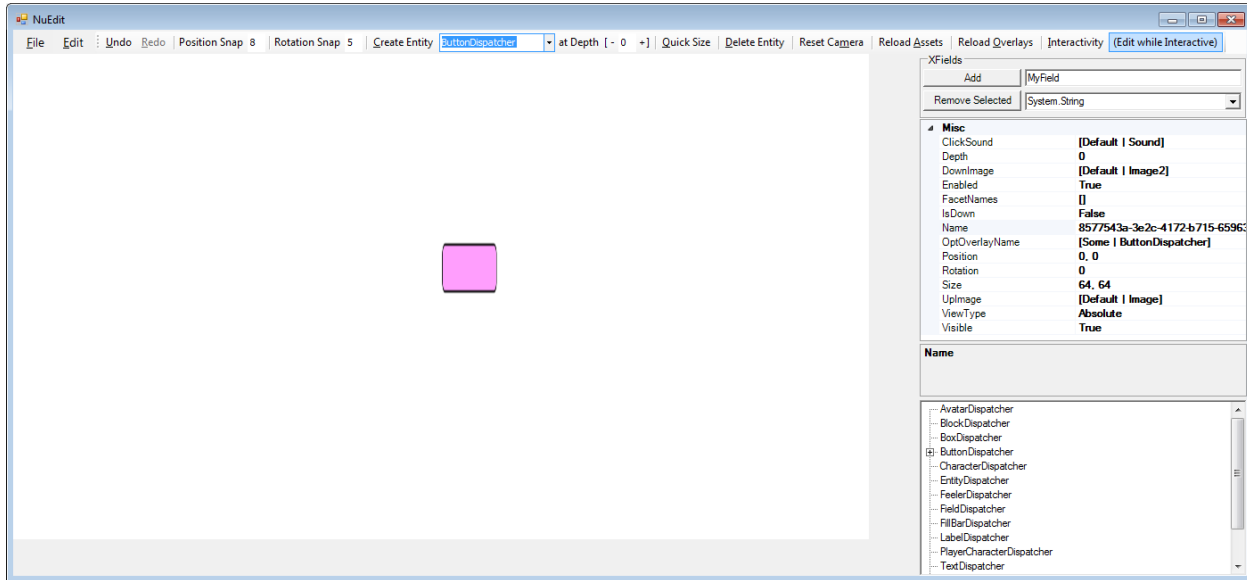 NuEdit
File Edit Undo Redo Position Snap 8 Rotation Snap 5 Create Entity ButtonDispatcher at Depth [ - 0 +] Quick Size Delete Entity Reset Camera Reload Assets Reload Overlays Interactivity (Edit while Interactive)
XFields
Add MyField
Remove Selected System.String
Misc
ClickSound [Default | Sound]
Depth 0
DownImage [Default | Image2]
Enabled True
FacetNames []
IsDown False
Name 8577543a-3e2c-4172-b715-65963
OptOverlayName [Some | ButtonDispatcher]
Position 0, 0
Rotation 0
Size 64, 64
UpImage [Default | Image]
ViewType Absolute
Visible True
Name
AvatarDispatcher
BlockDispatcher
BoxDispatcher
ButtonDispatcher
CharacterDispatcher
EntityDispatcher
FeelerDispatcher
FieldDispatcher
FillBarDispatcher
LabelDispatcher
PlayerCharacterDispatcher
TextDispatcher